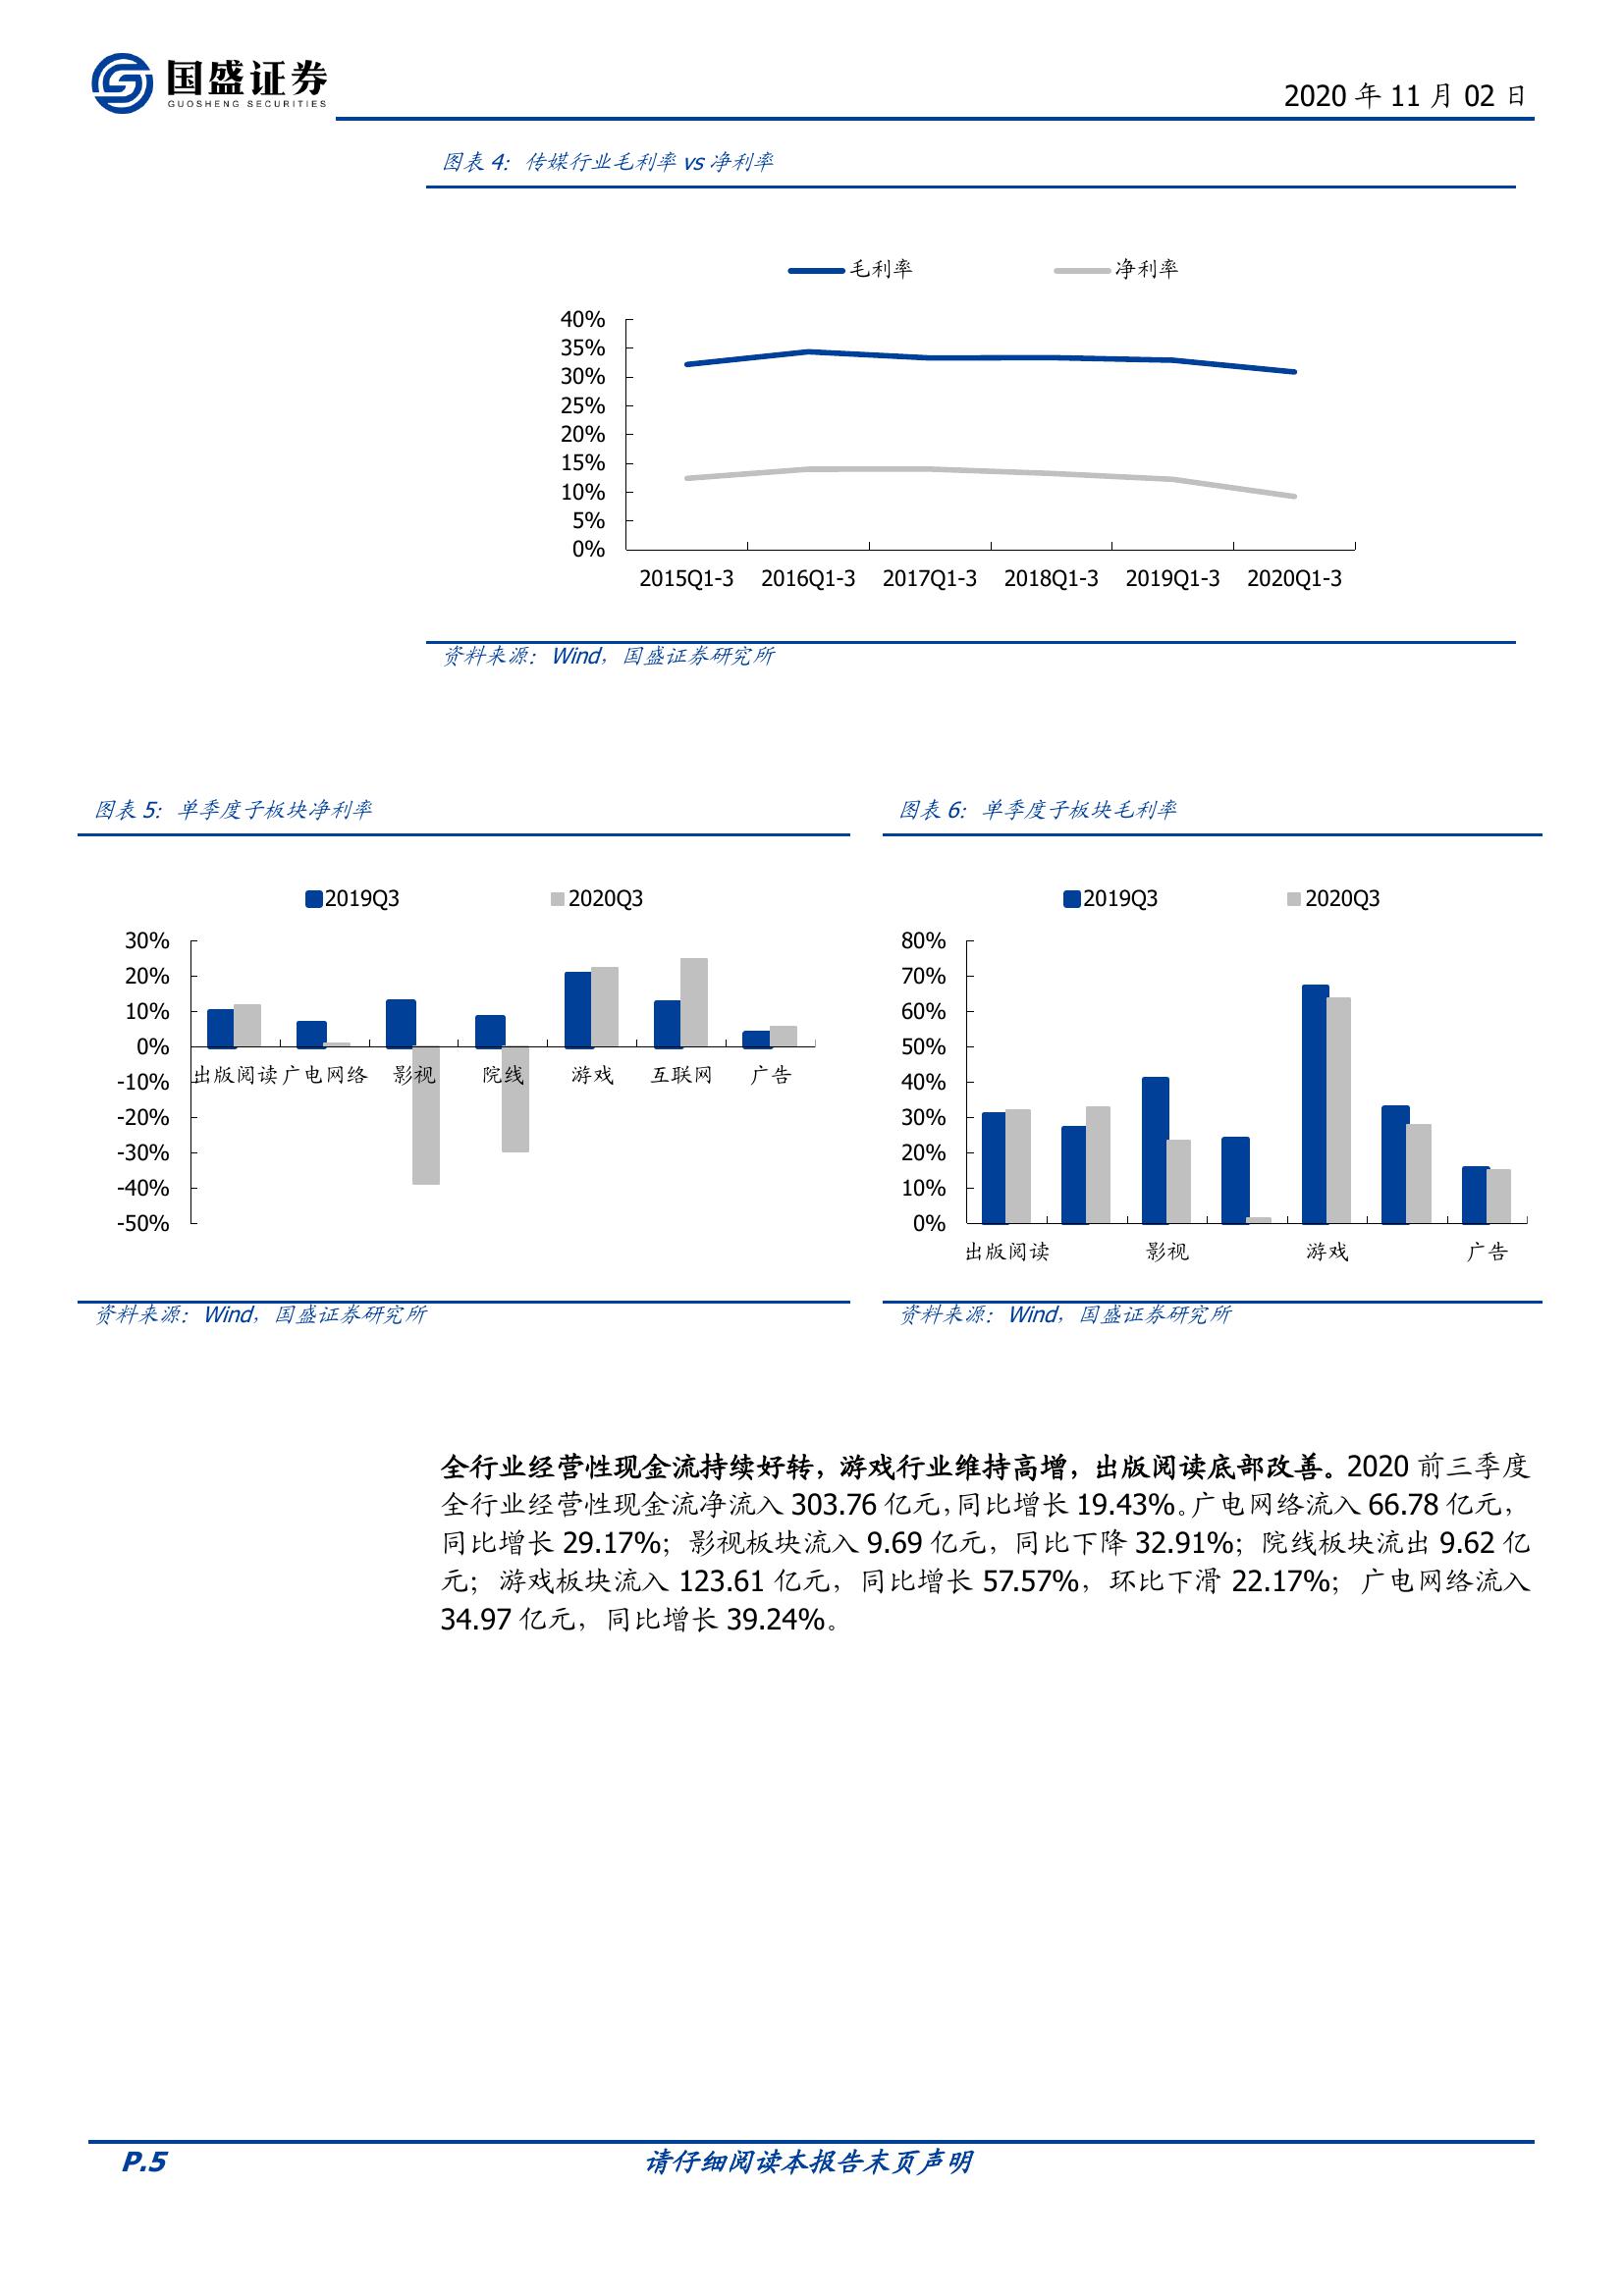 国盛证券
GUOSHENG SECURITIES
2020 年 11 月 02 日
图表 4：传媒行业毛利率 vs 净利率
毛利率 净利率
40%
35%
30%
25%
20%
15%
10%
5%
0%
2015Q1-3 2016Q1-3 2017Q1-3 2018Q1-3 2019Q1-3 2020Q1-3
资料来源：Wind，国盛证券研究所
图表 5：单季度子板块净利率
2019Q3 2020Q3
30%
20%
10%
0%
-10%
-20%
-30%
-40%
-50%
出版阅读 广电网络 影视 院线 游戏 互联网 广告
资料来源：Wind，国盛证券研究所
图表 6：单季度子板块毛利率
2019Q3 2020Q3
80%
70%
60%
50%
40%
30%
20%
10%
0%
出版阅读 影视 游戏 广告
资料来源：Wind，国盛证券研究所
全行业经营性现金流持续好转，游戏行业维持高增，出版阅读底部改善。2020 前三季度
全行业经营性现金流净流入 303.76 亿元，同比增长 19.43%。广电网络流入 66.78 亿元，
同比增长 29.17%；影视板块流入 9.69 亿元，同比下降 32.91%；院线板块流出 9.62 亿
元；游戏板块流入 123.61 亿元，同比增长 57.57%，环比下滑 22.17%；广电网络流入
34.97 亿元，同比增长 39.24%。
P.5
请仔细阅读本报告末页声明